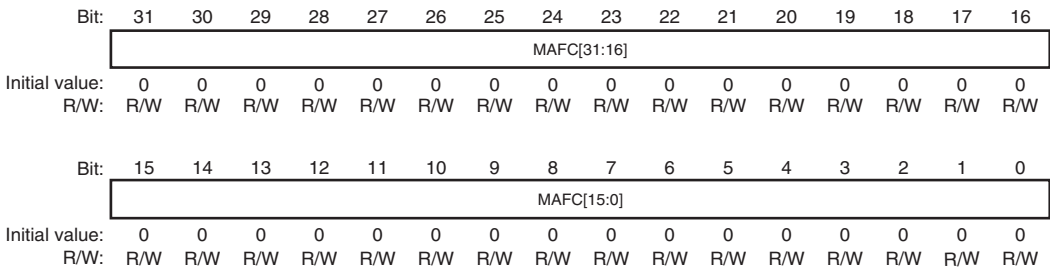 Bit: 31 30 29 28 27 26 25 24 23 22 21 20 19 18 17 16
MAFC[31:16]
Initial value: 0 0 0 0 0 0 0 0 0 0 0 0 0 0 0 0
R/W: R/W R/W R/W R/W R/W R/W R/W R/W R/W R/W R/W R/W R/W R/W R/W R/W
Bit: 15 14 13 12 11 10 9 8 7 6 5 4 3 2 1 0
MAFC[15:0]
Initial value: 0 0 0 0 0 0 0 0 0 0 0 0 0 0 0 0
R/W: R/W R/W R/W R/W R/W R/W R/W R/W R/W R/W R/W R/W R/W R/W R/W R/W